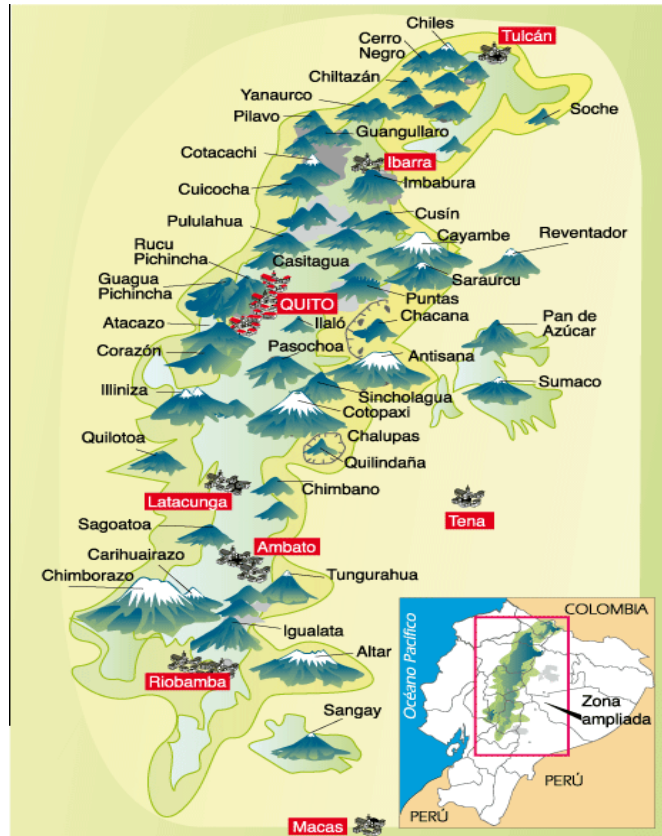 Chiles
Tulcán
Cerro
Negro
Chiltazán
Yanaurco
Soche
Pilavo
Guangullaro
Cotacachi
Ibarra
Imbabura
Cuicocha
Cusín
Pululahua
Cayambe
Reventador
Rucu
Pichincha
Casitagua
Saraurcu
Guagua
Pichincha
Puntas
QUITO
Chacana
Atacazo
Ilaló
Pan de
Azúcar
Corazón
Pasochoa
Antisana
Illiniza
Sumaco
Sincholagua
Cotopaxi
Quilotoa
Chalupas
Quilindaña
Chimbano
Latacunga
Tena
Sagoatoa
Ambato
Carihuairazo
Chimborazo
Tungurahua
Igualata
Altar
Riobamba
Sangay
Macas
COLOMBIA
Océano Pacífico
Zona
ampliada
PERÚ
PERÚ